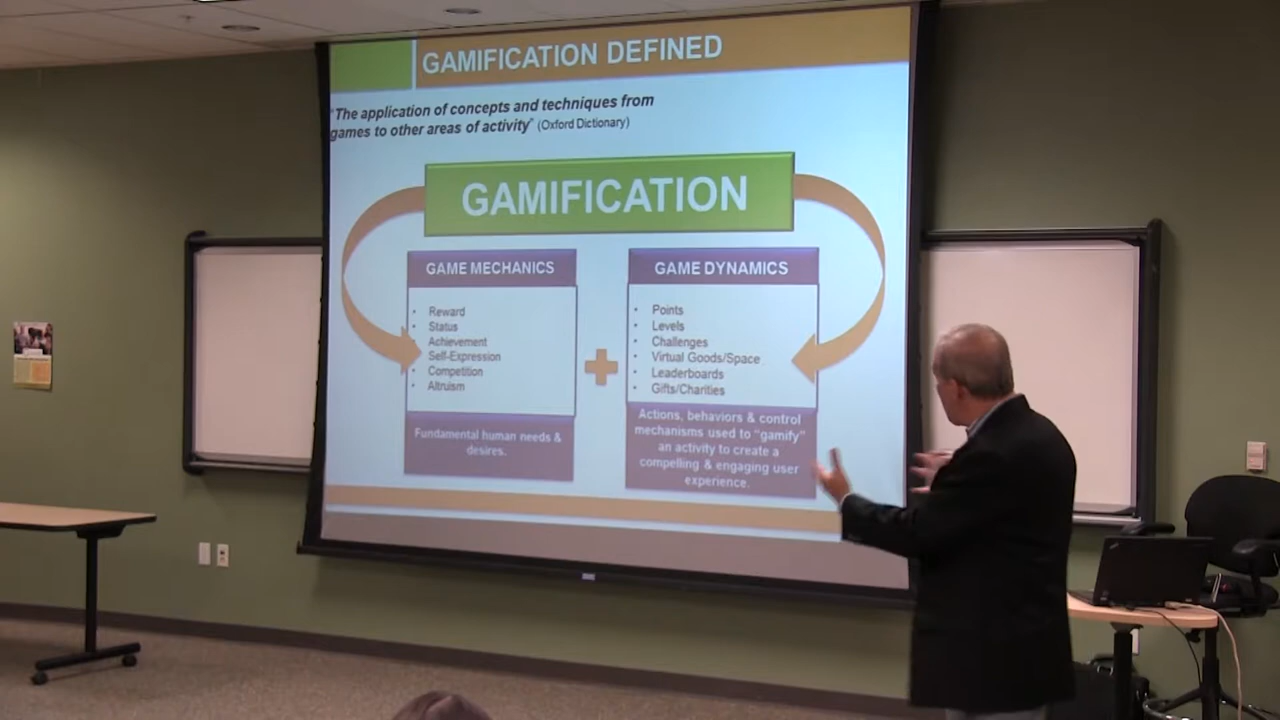 GAMIFICATION DEFINED
"The application of concepts and techniques from
games to other areas of activity" (Oxford Dictionary)
GAMIFICATION
GAME MECHANICS
• Reward
• Status
• Achievement
• Self-Expression
• Competition
• Altruism
Fundamental human needs &
desires.
GAME DYNAMICS
• Points
• Levels
• Challenges
• Virtual Goods/Space
• Leaderboards
• Gifts/Charities
Actions, behaviors & control
mechanisms used to "gamify"
an activity to create a
compelling & engaging user
experience.